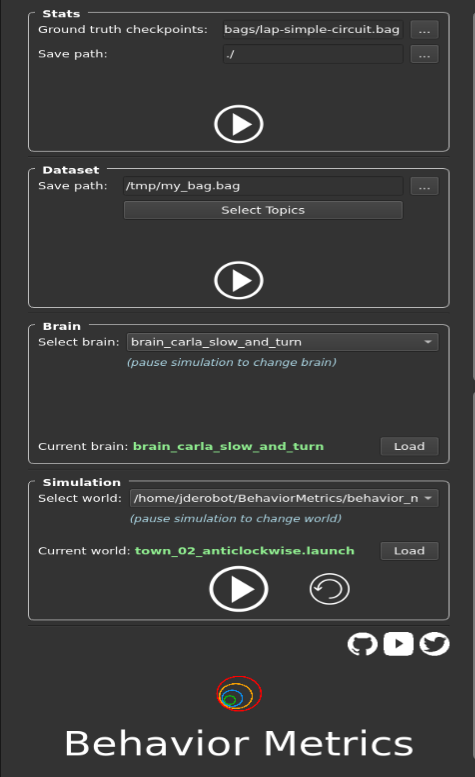 Stats
Ground truth checkpoints: bags/lap-simple-circuit.bag ...
Save path: ./ ...
Dataset
Save path: /tmp/my_bag.bag ...
Select Topics
Brain
Select brain: brain_carla_slow_and_turn
(pause simulation to change brain)
Current brain: brain_carla_slow_and_turn Load
Simulation
Select world: /home/jderobot/BehaviorMetrics/behavior_n
(pause simulation to change world)
Current world: town_02_anticlockwise.launch Load
Behavior Metrics